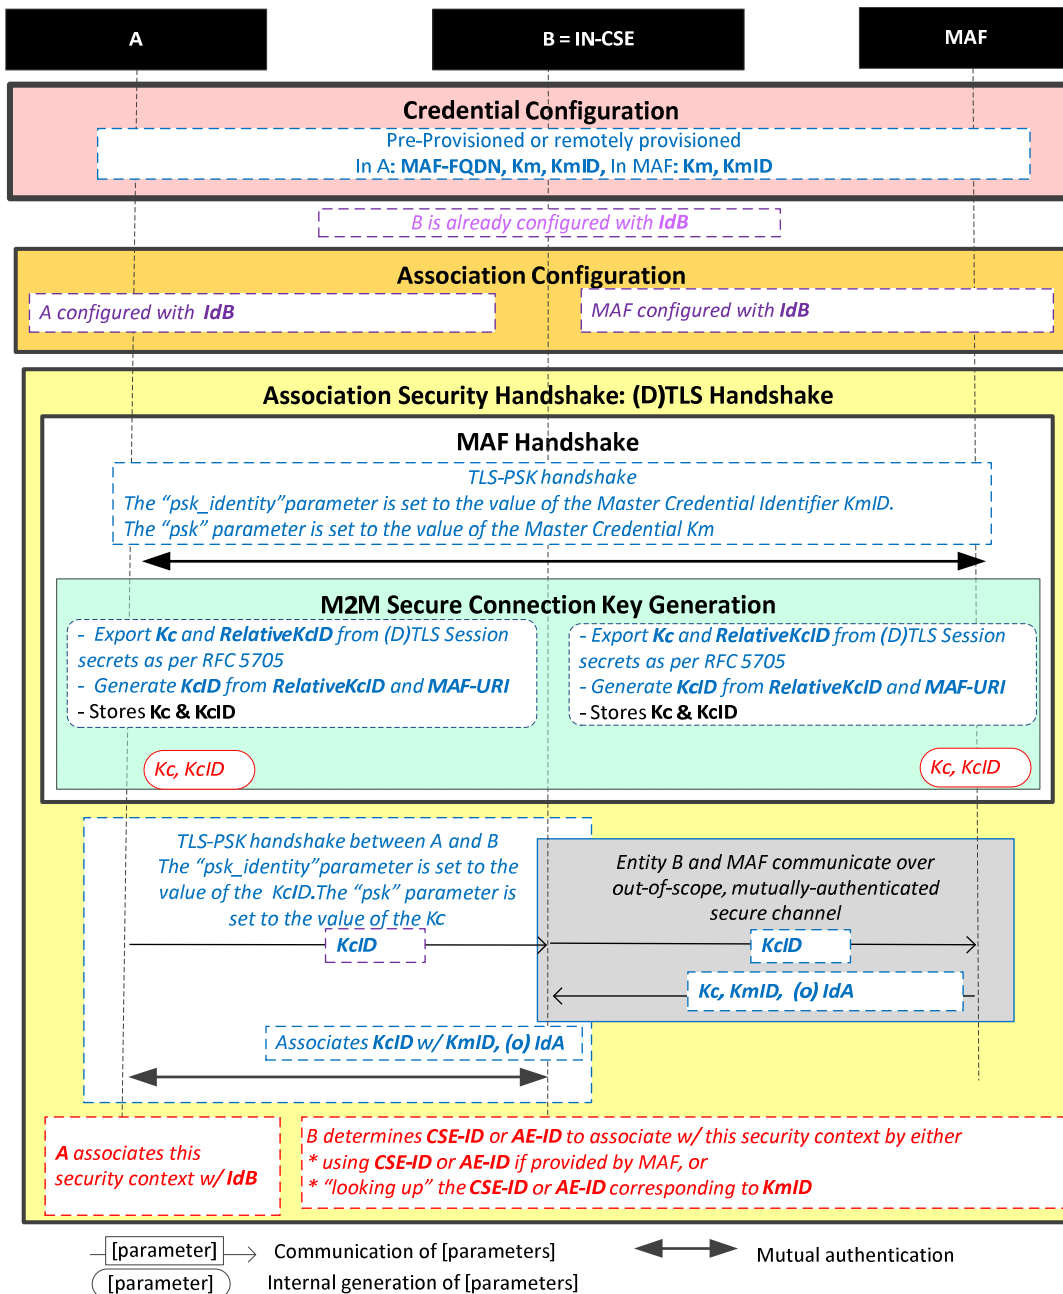 A
B = IN-CSE
MAF
Credential Configuration
Pre-Provisioned or remotely provisioned
In A: MAF-FQDN, Km, KmID, In MAF: Km, KmID
B is already configured with IdB
Association Configuration
A configured with IdB
MAF configured with IdB
Association Security Handshake: (D)TLS Handshake
MAF Handshake
TLS-PSK handshake
The “psk_identity”parameter is set to the value of the Master Credential Identifier KmID.
The “psk” parameter is set to the value of the Master Credential Km
M2M Secure Connection Key Generation
- Export Kc and RelativeKcID from (D)TLS Session
secrets as per RFC 5705
- Generate KcID from RelativeKcID and MAF-URI
- Stores Kc & KcID
- Export Kc and RelativeKcID from (D)TLS Session
secrets as per RFC 5705
- Generate KcID from RelativeKcID and MAF-URI
- Stores Kc & KcID
Kc, KcID
Kc, KcID
TLS-PSK handshake between A and B
The “psk_identity”parameter is set to the
value of the KcID.The “psk” parameter is
set to the value of the Kc
Entity B and MAF communicate over
out-of-scope, mutually-authenticated
secure channel
KcID
KcID
Kc, KmID, (o) IdA
Associates KcID w/ KmID, (o) IdA
A associates this
security context w/ IdB
B determines CSE-ID or AE-ID to associate w/ this security context by either
* using CSE-ID or AE-ID if provided by MAF, or
* “looking up” the CSE-ID or AE-ID corresponding to KmID
[parameter]
Communication of [parameters]
Mutual authentication
[parameter]
Internal generation of [parameters]